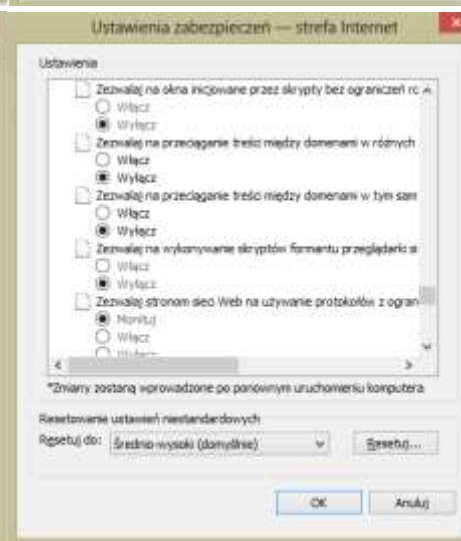 Ustawienia zabezpieczeń — strefa Internet
Ustawienia
Zezwalaj na okna inicjowane przez skrypty bez ograniczeń rc
Włącz
Wyłącz
Zezwalaj na przeciąganie treści między domenami w różnych
Włącz
Wyłącz
Zezwalaj na przeciąganie treści między domenami w tym sam
Włącz
Wyłącz
Zezwalaj na wykonywanie skryptów formantu przeglądarki si
Włącz
Wyłącz
Zezwalaj stronom sieci Web na używanie protokołów z ogran
Monituj
Włącz
Wyłącz
*Zmiany zostaną wprowadzone po ponownym uruchomieniu komputera
Resetowanie ustawień niestandardowych
Resetuj do: Średnio-wysoki (domyślnie) Resetuj...
OK Anuluj